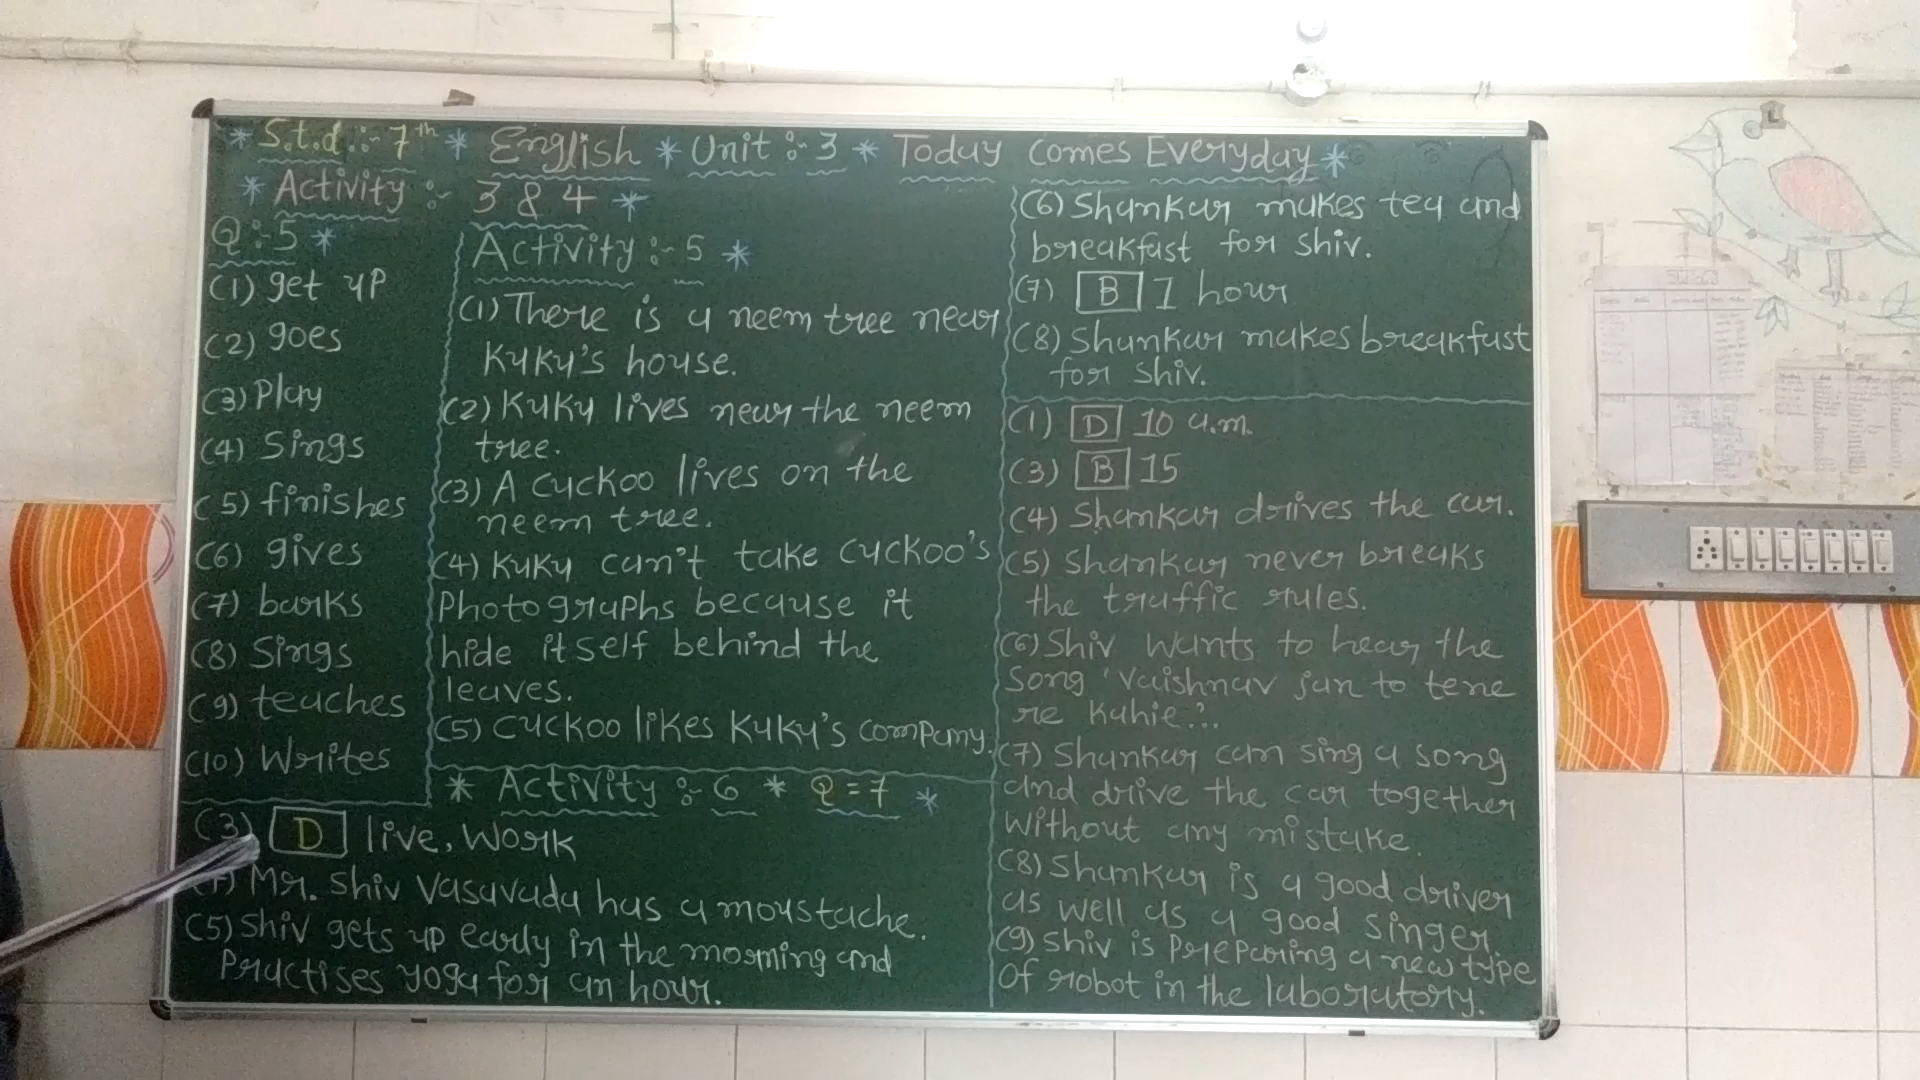 * S.t.d.:- 7th * English * Unit :- 3 * Today Comes Everyday *
* Activity :- 3 & 4 *
Q:-5 *
(1) get up
(2) goes
(3) Play
(4) Sings
(5) finishes
(6) gives
(7) barks
(8) Sings
(9) teaches
(10) Writes
Activity :- 5 *
(1) There is a neem tree near
Kuku's house.
(2) Kuku lives near the neem
tree.
(3) A Cuckoo lives on the
neem tree.
(4) Kuku can't take Cuckoo's
Photographs because it
hide itself behind the
leaves.
(5) Cuckoo likes Kuku's company.
* Activity :- 6 * Q = 7 *
(3) D live, Work
Mr. Shiv Vasavada has a moustache.
(5) Shiv gets up early in the morning and
Practises yoga for an hour.
(6) Shankar makes tea and
breakfast for Shiv.
(7) B 1 hour
(8) Shankar makes breakfast
for Shiv.
(1) D 10 a.m.
(3) B 15
(4) Shankar drives the car.
(5) Shankar never breaks
the traffic rules.
(6) Shiv wants to hear the
Song 'Vaishnav jan to tene
re kahie..'.
(7) Shankar can sing a song
and drive the car together
Without any mistake.
(8) Shankar is a good driver
as well as a good Singer.
(9) Shiv is Preparing a new type
Of robot in the laboratory.